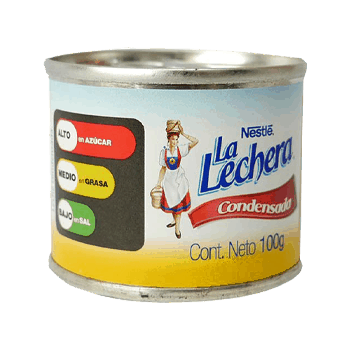 ALTO en AZÚCAR
MEDIO en GRASA
BAJO en SAL
Nestlé
La
Lechera
Condensada
Cont. Neto 100g